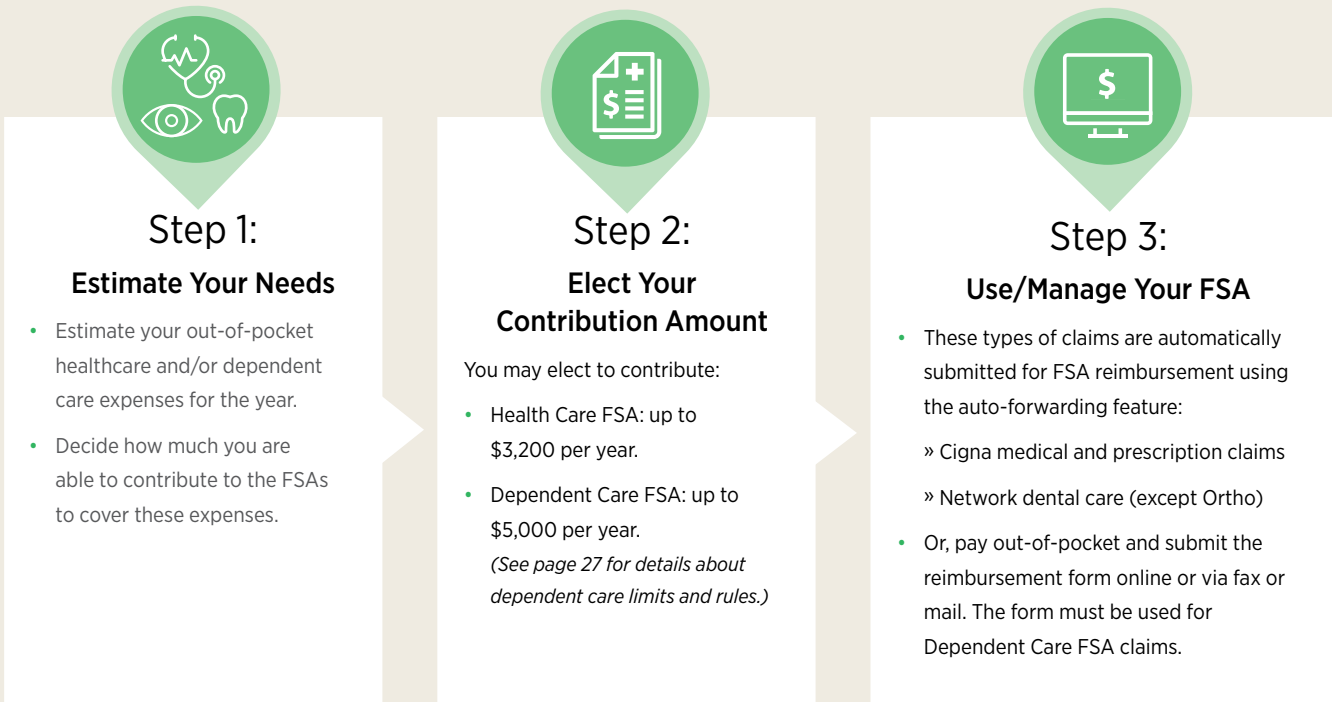 Step 1:
Estimate Your Needs
• Estimate your out-of-pocket
healthcare and/or dependent
care expenses for the year.
• Decide how much you are
able to contribute to the FSAs
to cover these expenses.
$
Step 2:
Elect Your
Contribution Amount
You may elect to contribute:
• Health Care FSA: up to
$3,200 per year.
• Dependent Care FSA: up to
$5,000 per year.
(See page 27 for details about
dependent care limits and rules.)
$
Step 3:
Use/Manage Your FSA
• These types of claims are automatically
submitted for FSA reimbursement using
the auto-forwarding feature:
» Cigna medical and prescription claims
» Network dental care (except Ortho)
• Or, pay out-of-pocket and submit the
reimbursement form online or via fax or
mail. The form must be used for
Dependent Care FSA claims.